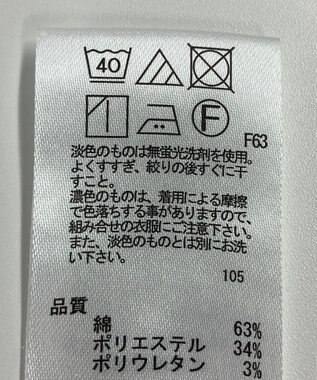 40
F
F63
淡色のものは無蛍光洗剤を使用。
よくすすぎ、絞りの後すぐに干
すこと。
濃色のものは、着用による摩擦
で色落ちする事がありますので、
組み合せの衣服にご注意下さい。
また、淡色のものとは別にお洗
い下さい。
105
品質
綿 63%
ポリエステル 34%
ポリウレタン 3%